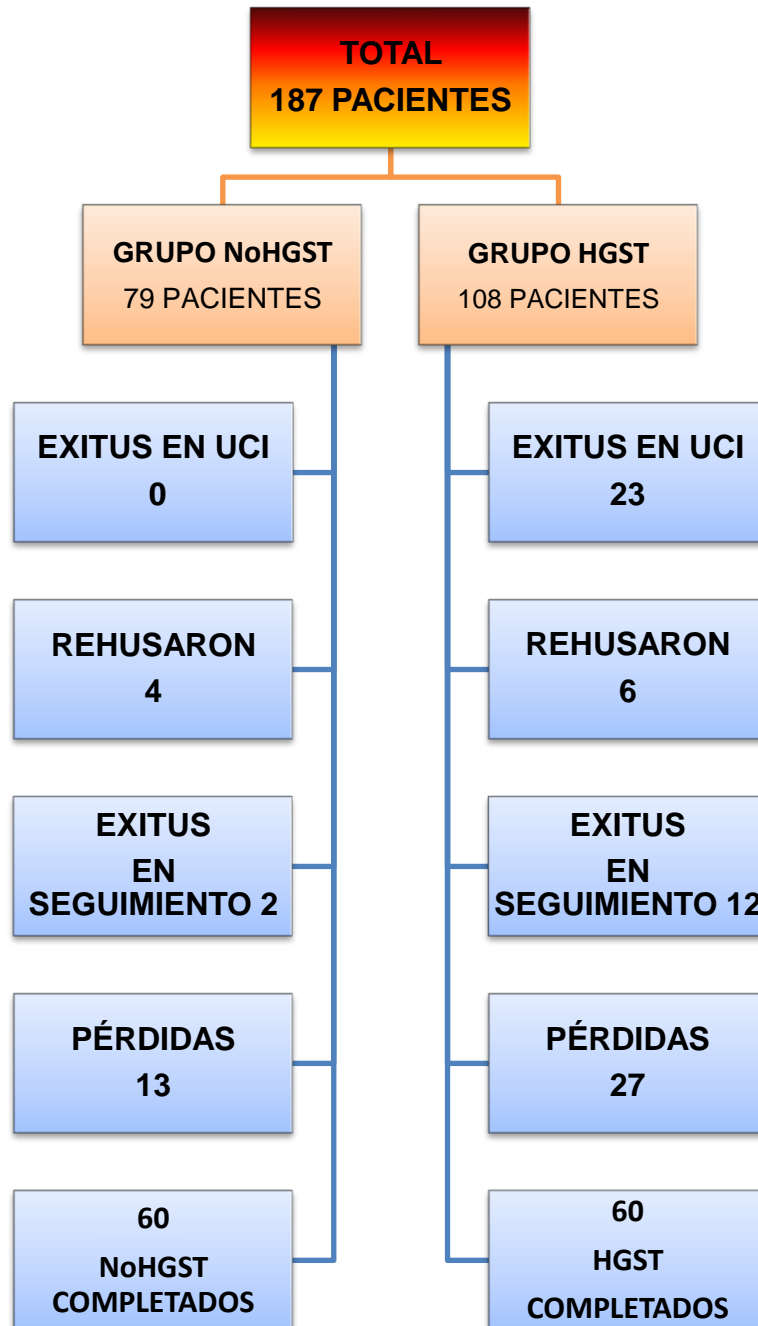 TOTAL
187 PACIENTES
GRUPO NoHGST
79 PACIENTES
GRUPO HGST
108 PACIENTES
EXITUS EN UCI
0
EXITUS EN UCI
23
REHUSARON
4
REHUSARON
6
EXITUS
EN
SEGUIMIENTO 2
EXITUS
EN
SEGUIMIENTO 12
PÉRDIDAS
13
PÉRDIDAS
27
60
NoHGST
COMPLETADOS
60
HGST
COMPLETADOS